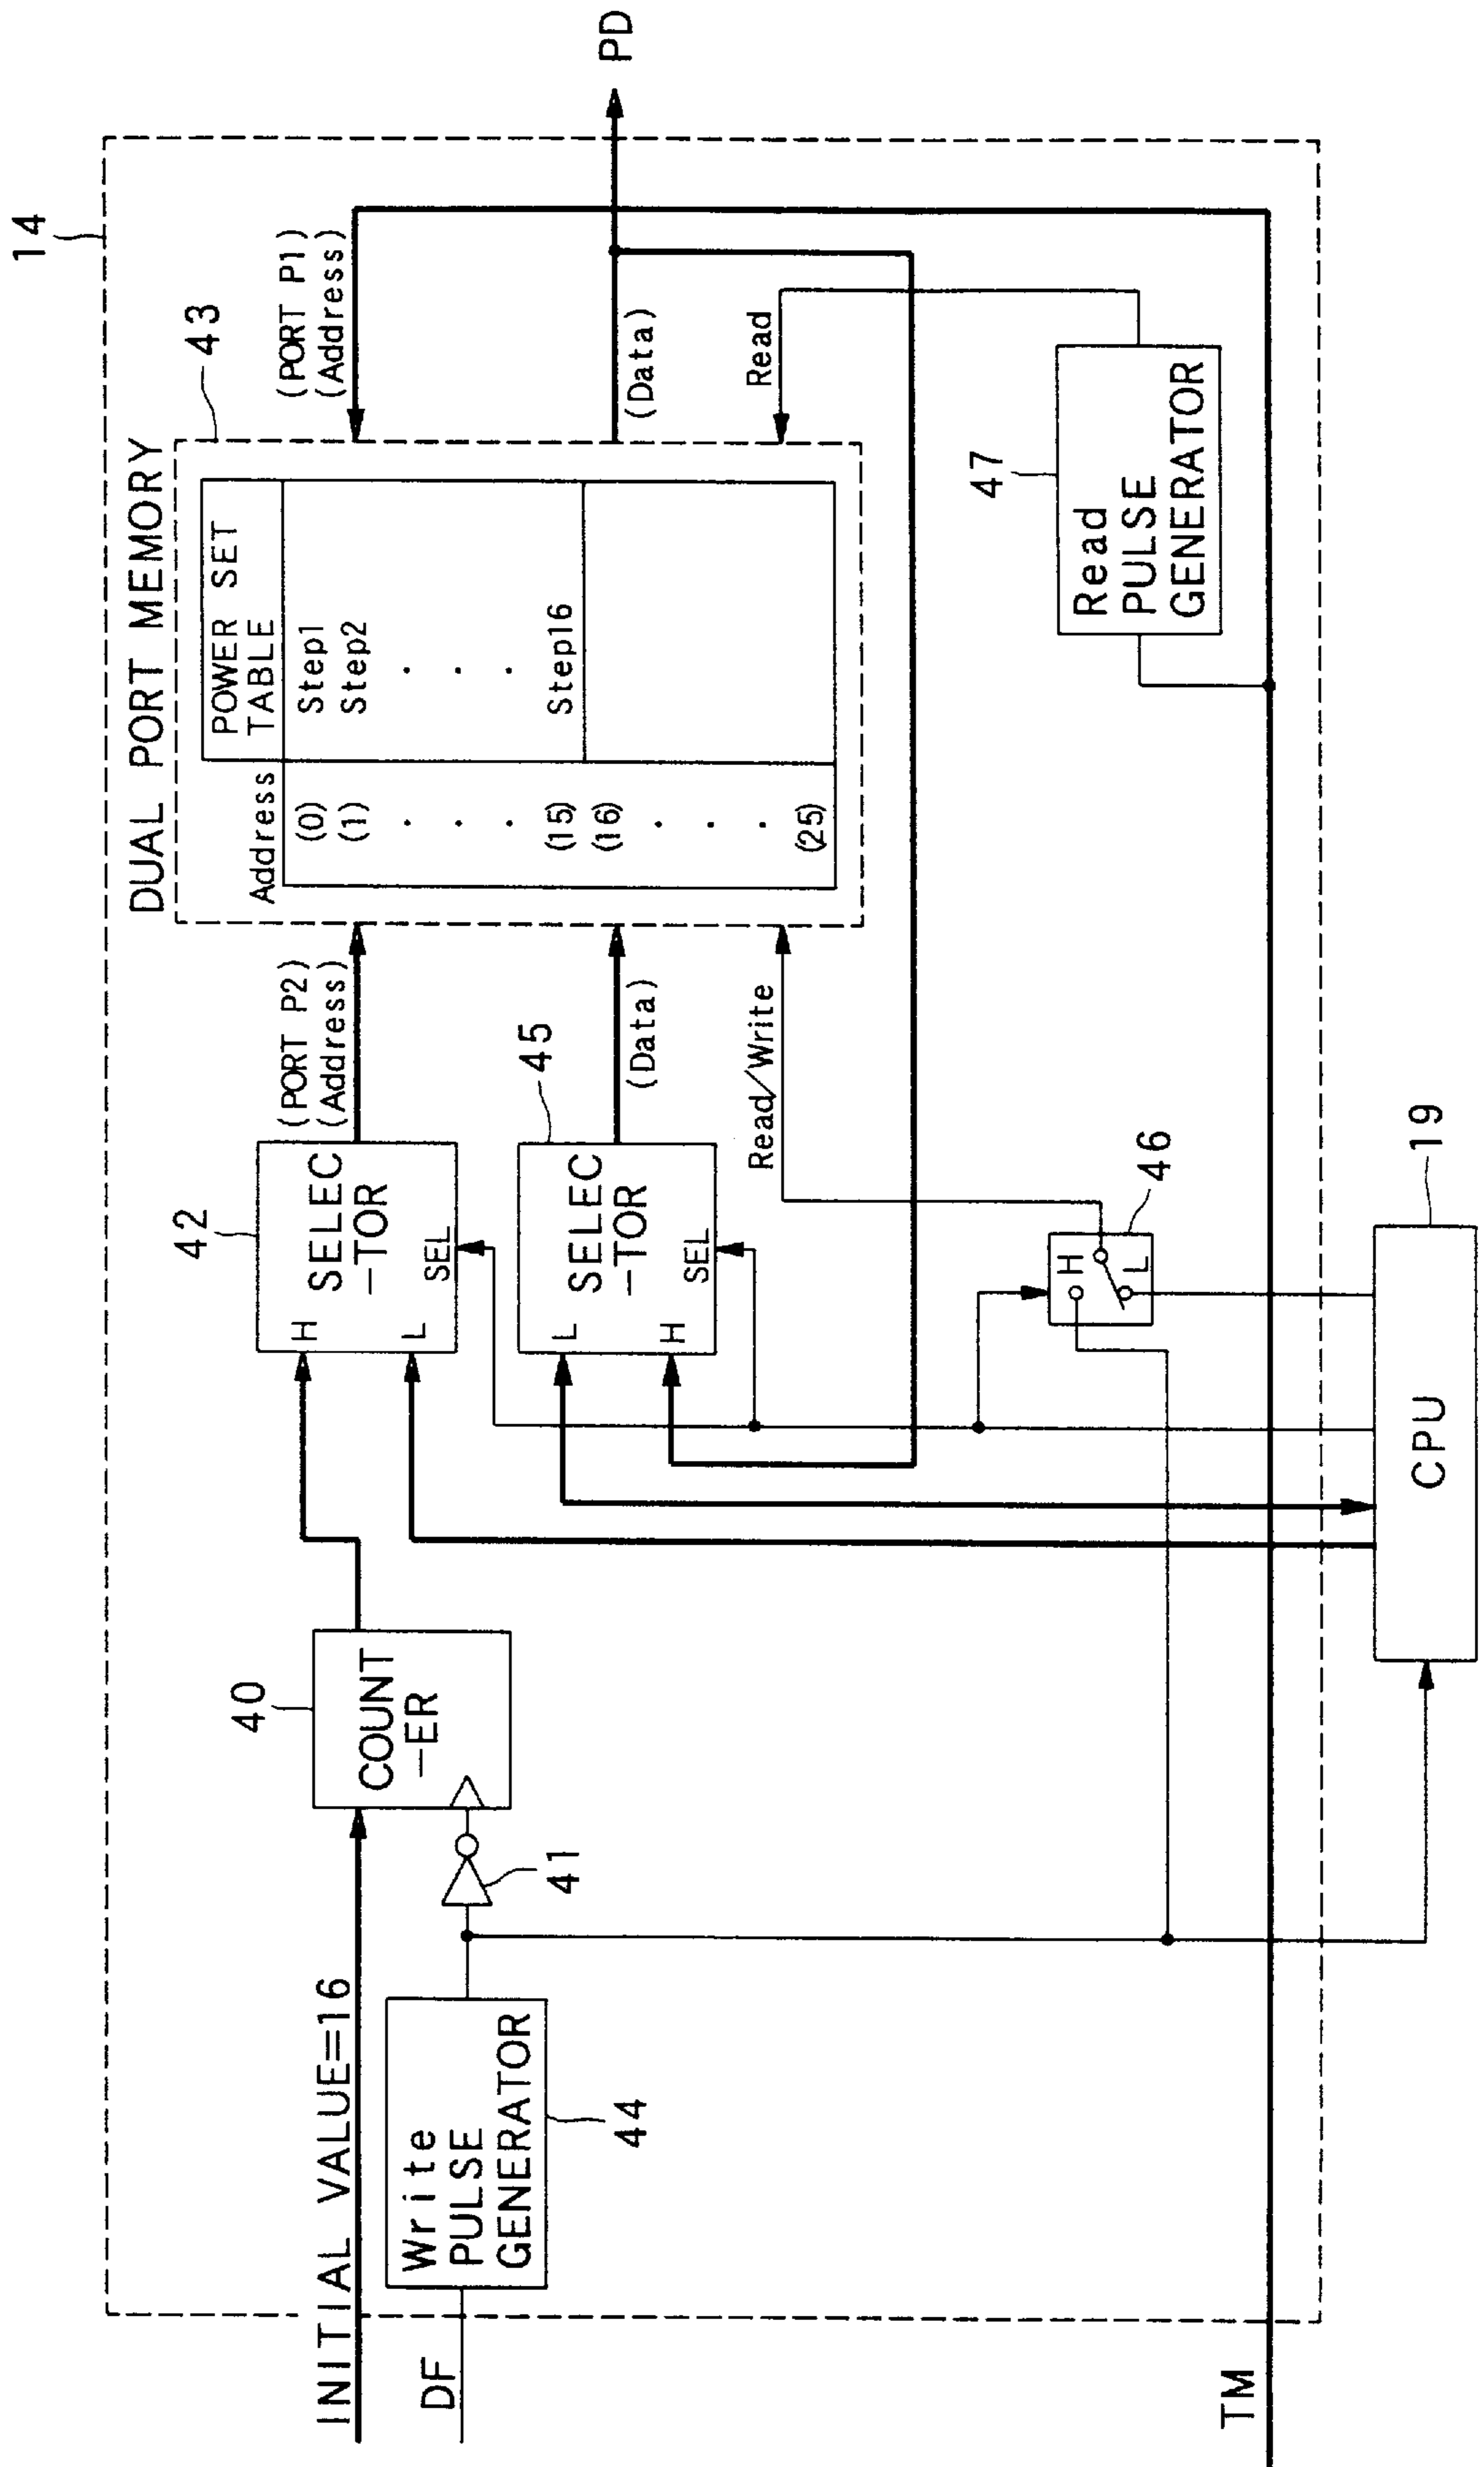 14
DUAL PORT MEMORY
43
INITIAL VALUE=16
40
COUNT
-ER
42
SELEC
-TOR
H
L
SEL
(PORT P2)
(Address)
Address
POWER SET
TABLE
(0)
Step1
(1)
Step2
.
.
.
.
.
.
(15)
Step16
(16)
.
.
.
(25)
(PORT P1)
(Address)
DF
Write
PULSE
GENERATOR
44
41
45
SELEC
-TOR
L
H
SEL
(Data)
(Data)
PD
Read/Write
Read
46
H
L
47
Read
PULSE
GENERATOR
TM
CPU
19